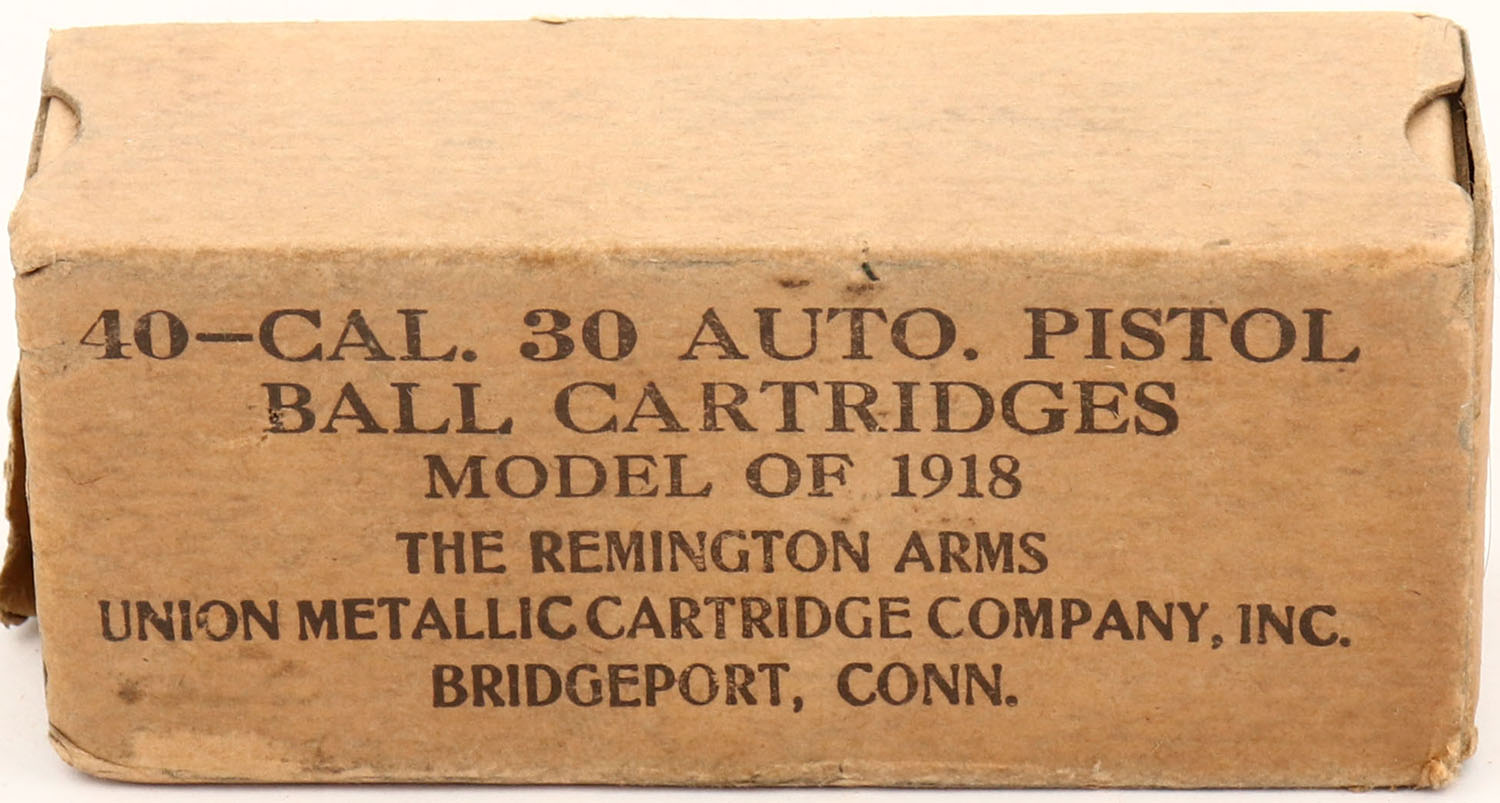 40—CAL. 30 AUTO. PISTOL
BALL CARTRIDGES
MODEL OF 1918
THE REMINGTON ARMS
UNION METALLIC CARTRIDGE COMPANY, INC.
BRIDGEPORT, CONN.